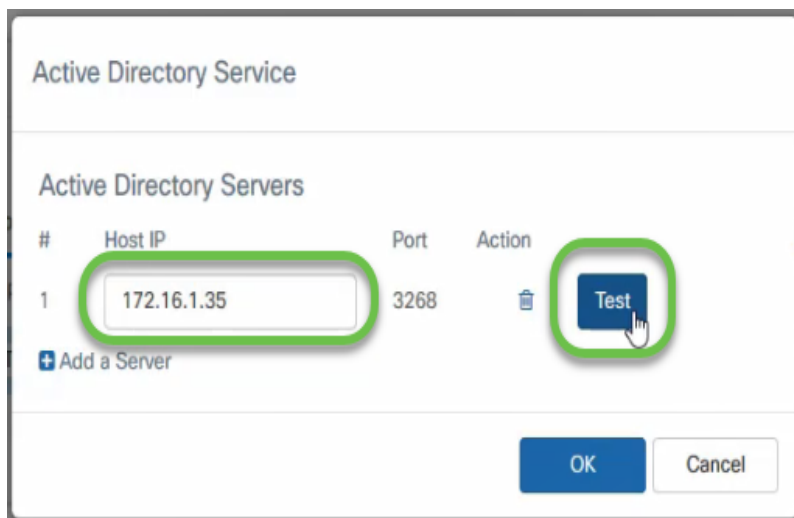 Active Directory Service
Active Directory Servers
# Host IP Port Action
1 172.16.1.35 3268 Test
Add a Server
OK Cancel